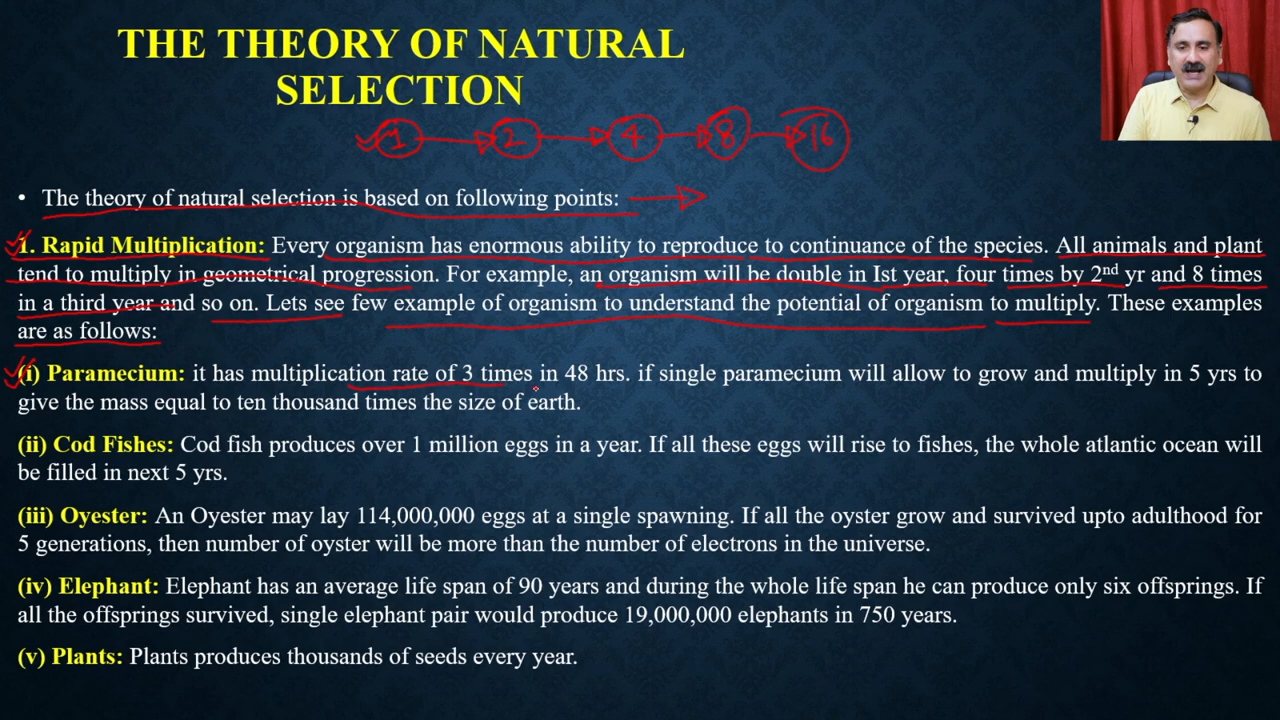 THE THEORY OF NATURAL
SELECTION
1 2 4 8 16
• The theory of natural selection is based on following points:
1. Rapid Multiplication: Every organism has enormous ability to reproduce to continuance of the species. All animals and plant
tend to multiply in geometrical progression. For example, an organism will be double in Ist year, four times by 2nd yr and 8 times
in a third year and so on. Lets see few example of organism to understand the potential of organism to multiply. These examples
are as follows:
(i) Paramecium: it has multiplication rate of 3 times in 48 hrs. if single paramecium will allow to grow and multiply in 5 yrs to
give the mass equal to ten thousand times the size of earth.
(ii) Cod Fishes: Cod fish produces over 1 million eggs in a year. If all these eggs will rise to fishes, the whole atlantic ocean will
be filled in next 5 yrs.
(iii) Oyester: An Oyester may lay 114,000,000 eggs at a single spawning. If all the oyster grow and survived upto adulthood for
5 generations, then number of oyster will be more than the number of electrons in the universe.
(iv) Elephant: Elephant has an average life span of 90 years and during the whole life span he can produce only six offsprings. If
all the offsprings survived, single elephant pair would produce 19,000,000 elephants in 750 years.
(v) Plants: Plants produces thousands of seeds every year.